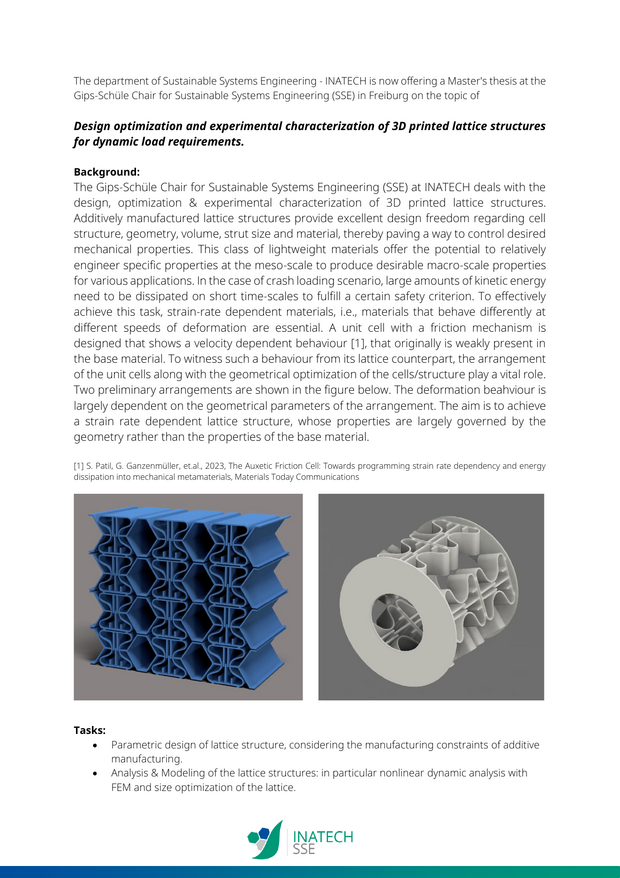 The department of Sustainable Systems Engineering - INATECH is now offering a Master's thesis at the
Gips-Schüle Chair for Sustainable Systems Engineering (SSE) in Freiburg on the topic of
Design optimization and experimental characterization of 3D printed lattice structures
for dynamic load requirements.
Background:
The Gips-Schüle Chair for Sustainable Systems Engineering (SSE) at INATECH deals with the
design, optimization & experimental characterization of 3D printed lattice structures.
Additively manufactured lattice structures provide excellent design freedom regarding cell
structure, geometry, volume, strut size and material, thereby paving a way to control desired
mechanical properties. This class of lightweight materials offer the potential to relatively
engineer specific properties at the meso-scale to produce desirable macro-scale properties
for various applications. In the case of crash loading scenario, large amounts of kinetic energy
need to be dissipated on short time-scales to fulfill a certain safety criterion. To effectively
achieve this task, strain-rate dependent materials, i.e., materials that behave differently at
different speeds of deformation are essential. A unit cell with a friction mechanism is
designed that shows a velocity dependent behaviour [1], that originally is weakly present in
the base material. To witness such a behaviour from its lattice counterpart, the arrangement
of the unit cells along with the geometrical optimization of the cells/structure play a vital role.
Two preliminary arrangements are shown in the figure below. The deformation beahviour is
largely dependent on the geometrical parameters of the arrangement. The aim is to achieve
a strain rate dependent lattice structure, whose properties are largely governed by the
geometry rather than the properties of the base material.
[1] S. Patil, G. Ganzenmüller, et.al., 2023, The Auxetic Friction Cell: Towards programming strain rate dependency and energy
dissipation into mechanical metamaterials, Materials Today Communications
Tasks:
• Parametric design of lattice structure, considering the manufacturing constraints of additive
manufacturing.
• Analysis & Modeling of the lattice structures: in particular nonlinear dynamic analysis with
FEM and size optimization of the lattice.
INATECH
SSE